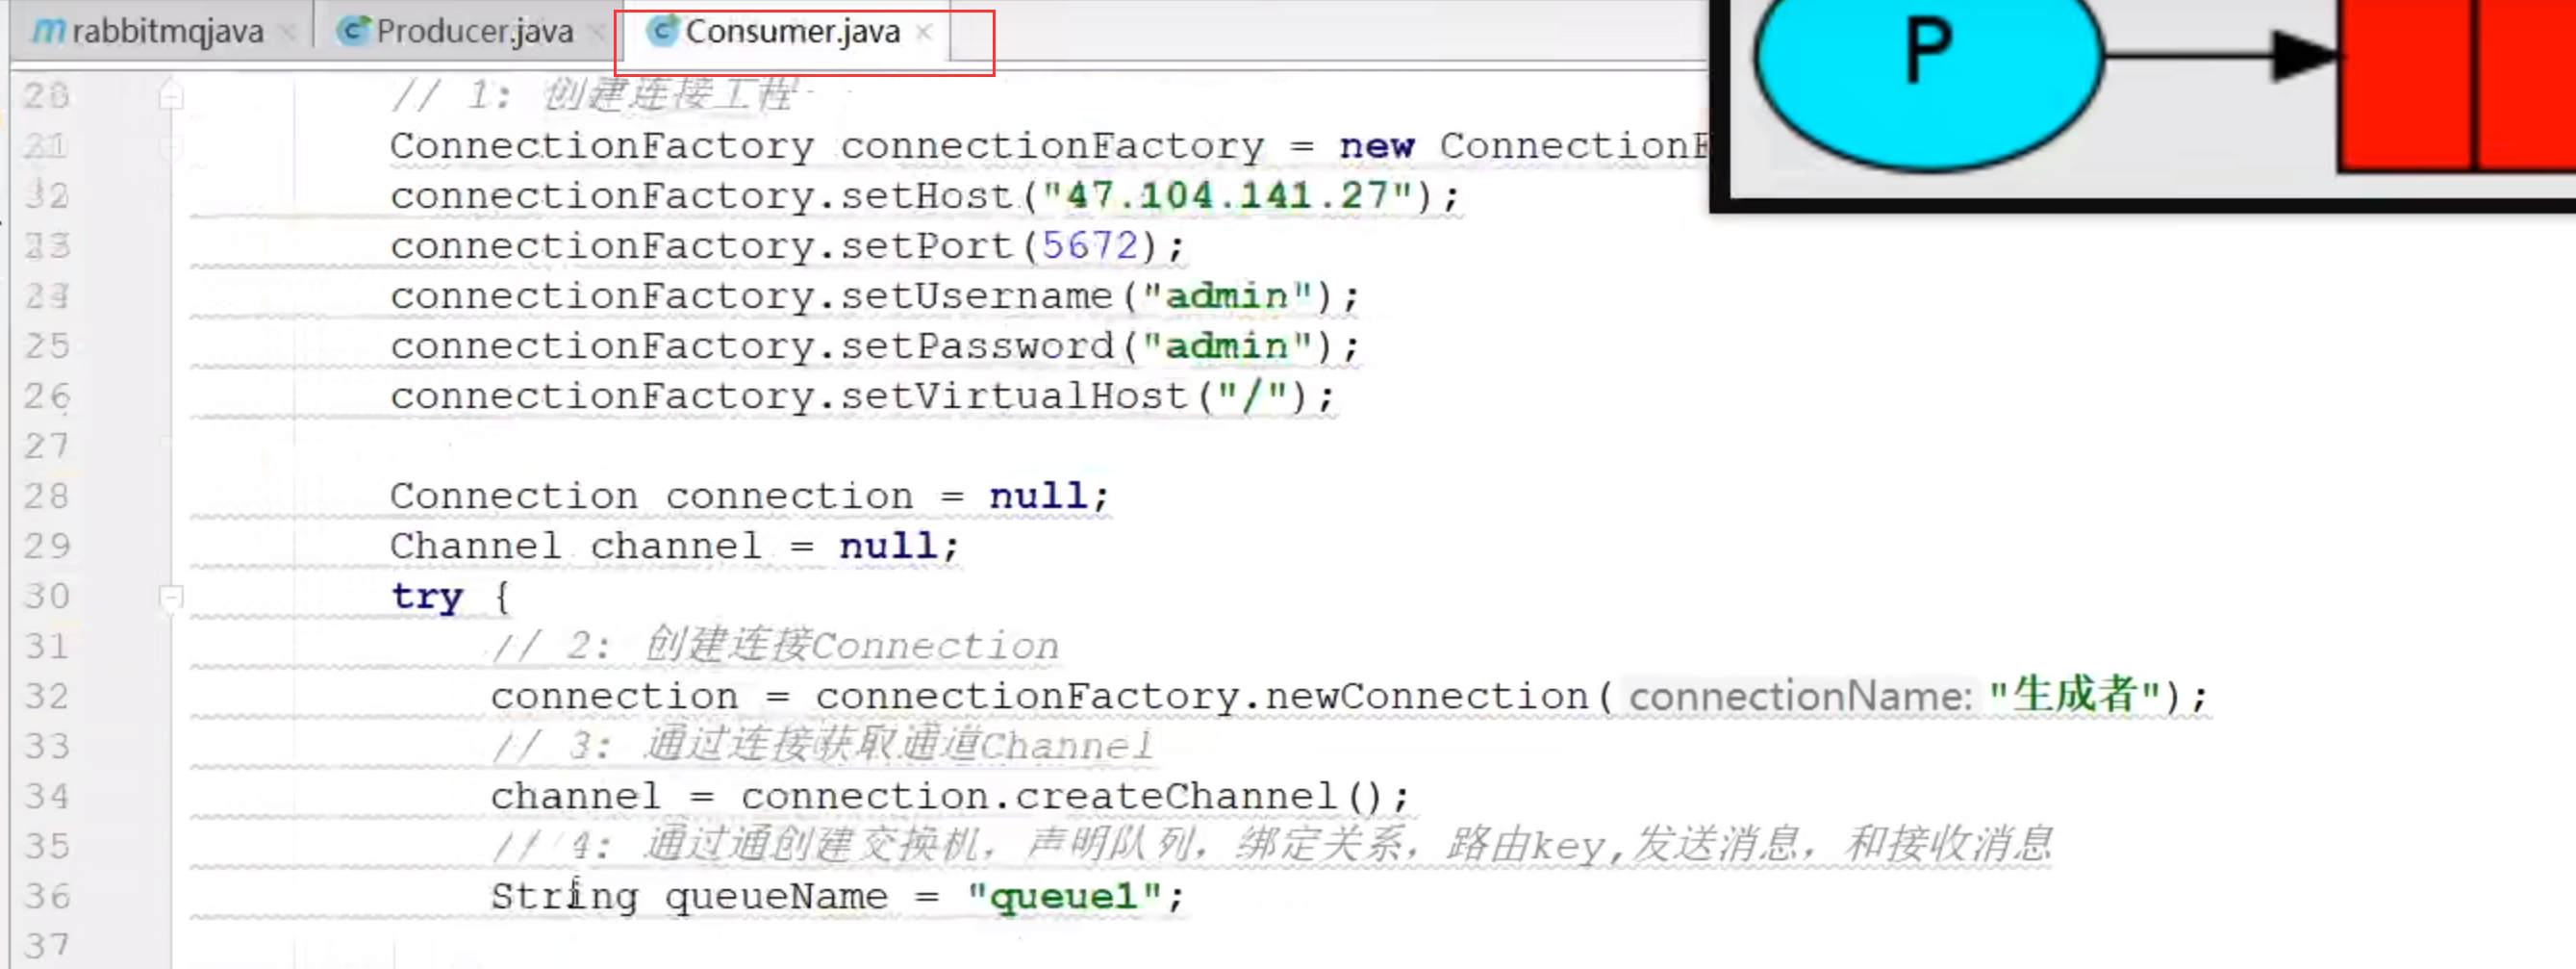 rabbitmqjava Producer.java Consumer.java
P
// 1: 创建连接工程
ConnectionFactory connectionFactory = new ConnectionF
connectionFactory.setHost("47.104.141.27");
connectionFactory.setPort(5672);
connectionFactory.setUsername("admin");
25 connectionFactory.setPassword("admin");
26 connectionFactory.setVirtualHost("/");
27
28 Connection connection = null;
29 Channel channel = null;
30 try {
31 // 2: 创建连接Connection
32 connection = connectionFactory.newConnection( connectionName: "生成者");
33 // 3: 通过连接获取通道Channel
34 channel = connection.createChannel();
35 // 4: 通过通创建交换机，声明队列，绑定关系，路由key,发送消息，和接收消息
36 String queueName = "queue1";
37